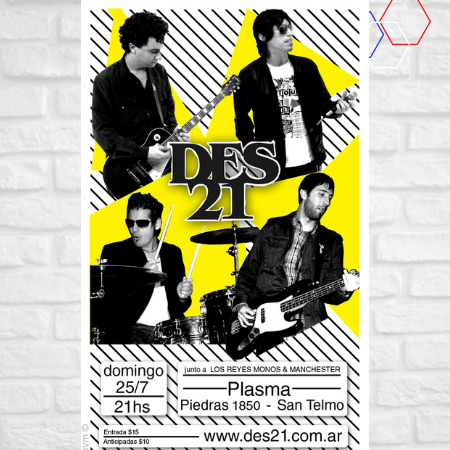 DES
21
domingo
25/7
21hs
junto a LOS REYES MONOS & MANCHESTER
Plasma
Piedras 1850 - San Telmo
Entrada $15
Anticipadas $10
www.des21.com.ar